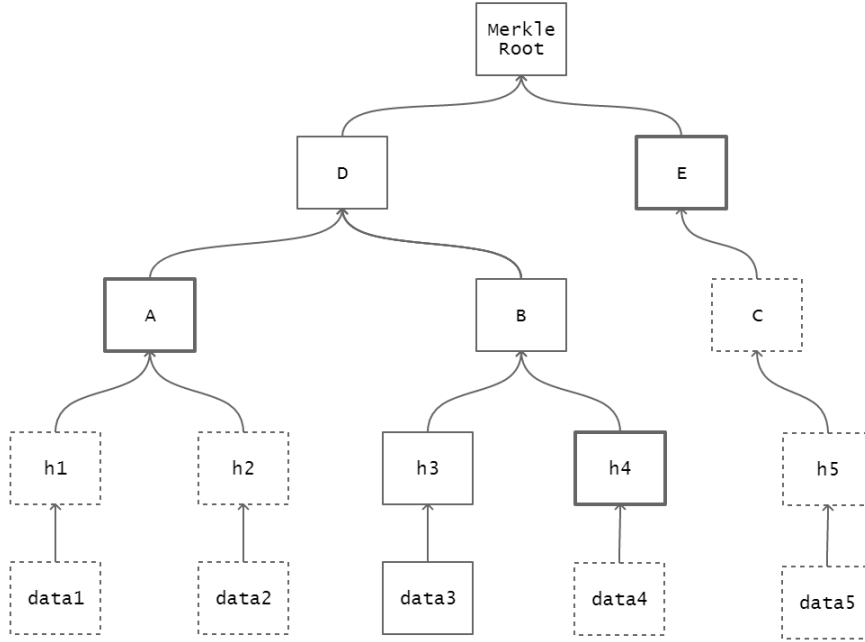 Merkle
Root
D
E
A
B
C
h1
h2
h3
h4
h5
data1
data2
data3
data4
data5